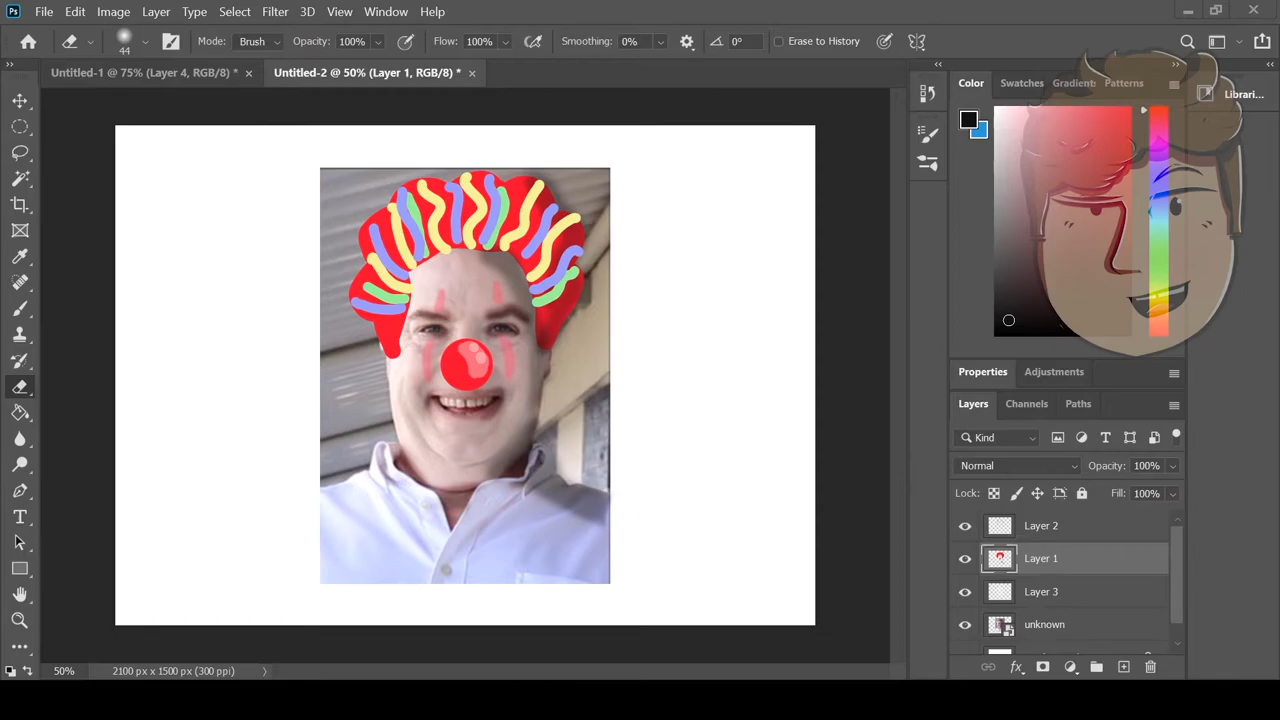 Ps File Edit Image Layer Type Select Filter 3D View Window Help
44 Mode: Brush Opacity: 100% Flow: 100% Smoothing: 0% 0° Erase to History
Untitled-1 @ 75% (Layer 4, RGB/8) * × Untitled-2 @ 50% (Layer 1, RGB/8) * ×
Color Swatches Gradient Patterns
Librari...
Properties Adjustments
Layers Channels Paths
Kind
Normal Opacity: 100%
Lock: Fill: 100%
Layer 2
Layer 1
Layer 3
unknown
50% 2100 px x 1500 px (300 ppi)